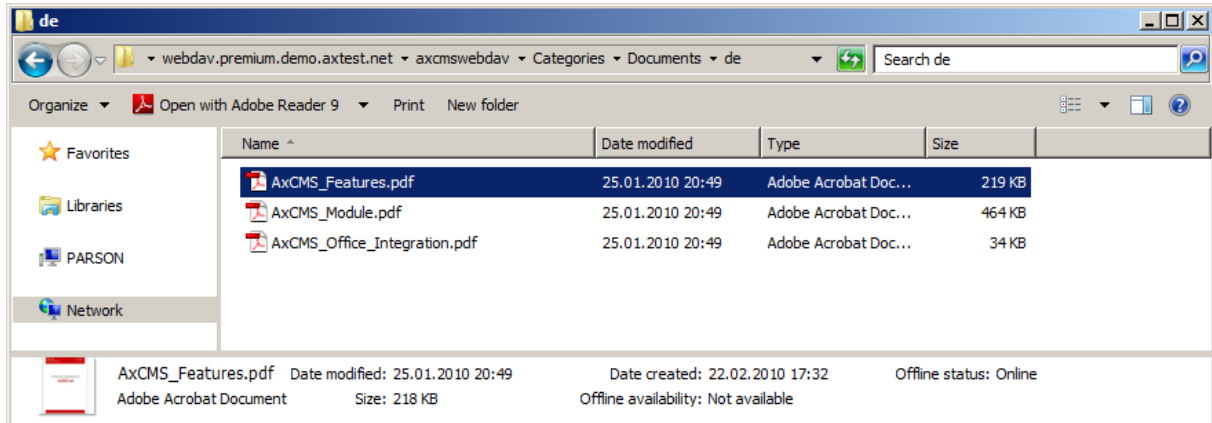 de
webdav.premium.demo.axtest.net axcmswebdav Categories Documents de Search de
Organize Open with Adobe Reader 9 Print New folder
Favorites
Libraries
PARSON
Network
Name Date modified Type Size
AxCMS_Features.pdf 25.01.2010 20:49 Adobe Acrobat Doc... 219 KB
AxCMS_Module.pdf 25.01.2010 20:49 Adobe Acrobat Doc... 464 KB
AxCMS_Office_Integration.pdf 25.01.2010 20:49 Adobe Acrobat Doc... 34 KB
AxCMS_Features.pdf Date modified: 25.01.2010 20:49 Date created: 22.02.2010 17:32 Offline status: Online
Adobe Acrobat Document Size: 218 KB Offline availability: Not available